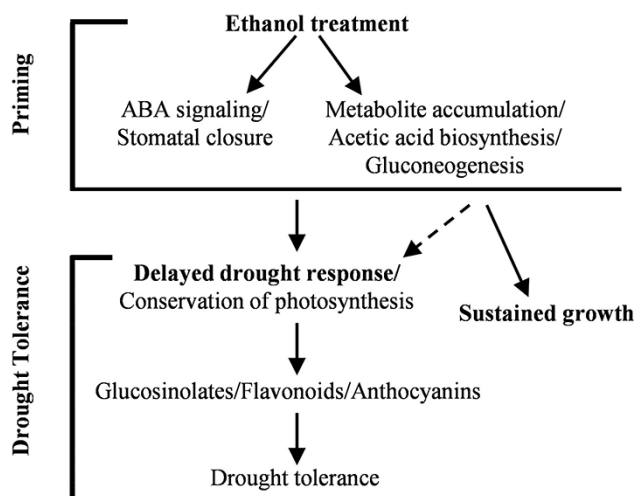 Ethanol treatment
Priming
ABA signaling/
Stomatal closure
Metabolite accumulation/
Acetic acid biosynthesis/
Gluconeogenesis
Drought Tolerance
Delayed drought response/
Conservation of photosynthesis
Sustained growth
Glucosinolates/Flavonoids/Anthocyanins
Drought tolerance